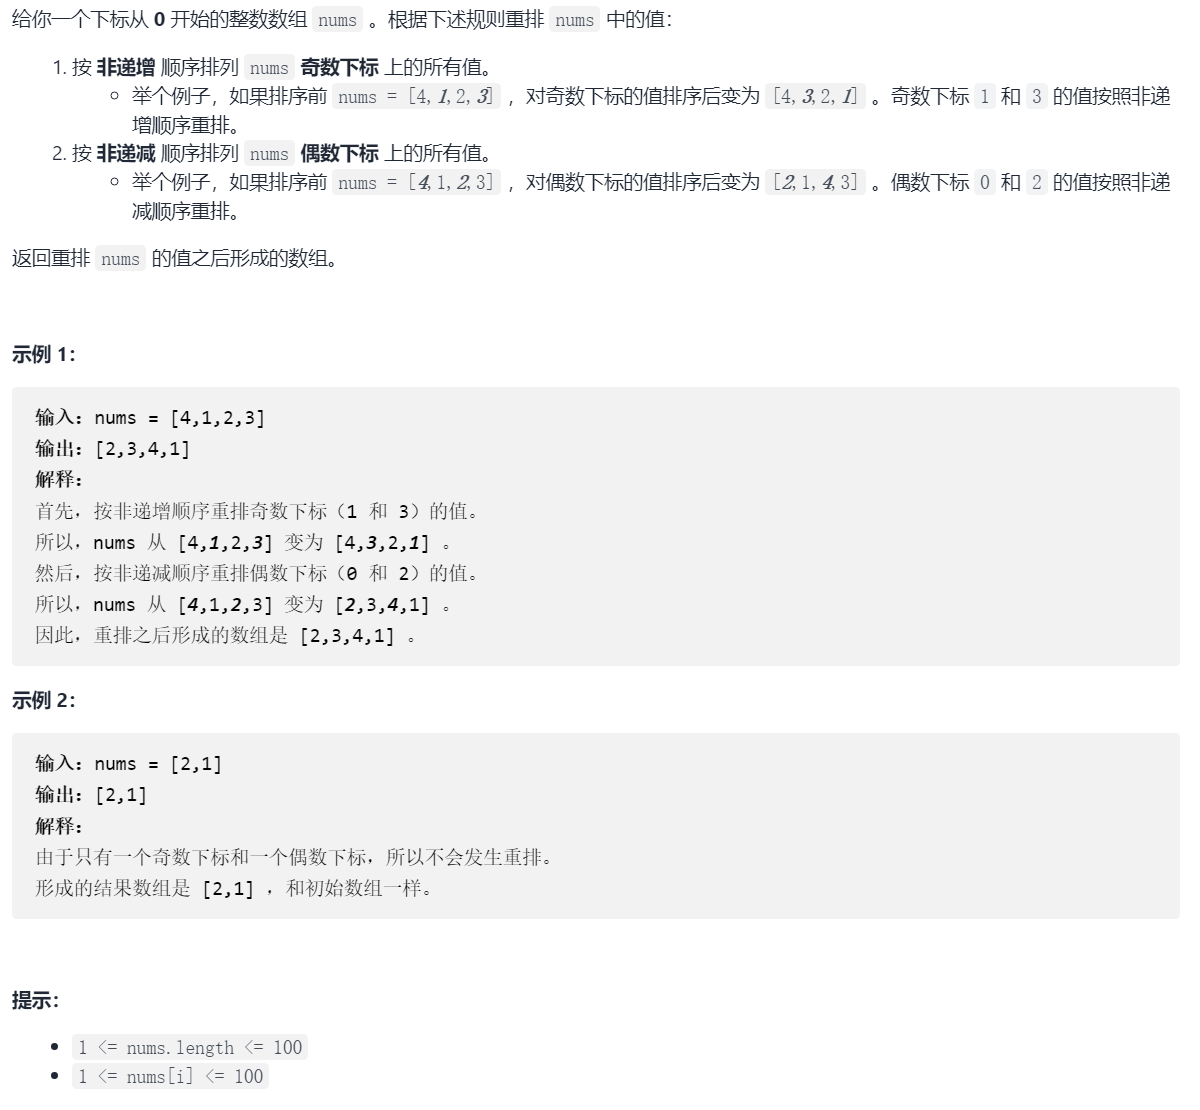 给你一个下标从 0 开始的整数数组 nums 。根据下述规则重排 nums 中的值：
1. 按 非递增 顺序排列 nums 奇数下标 上的所有值。
举个例子，如果排序前 nums = [4,1,2,3] ，对奇数下标的值排序后变为 [4,3,2,1] 。奇数下标 1 和 3 的值按照非递
增顺序重排。
2. 按 非递减 顺序排列 nums 偶数下标 上的所有值。
举个例子，如果排序前 nums = [4,1,2,3] ，对偶数下标的值排序后变为 [2,1,4,3] 。偶数下标 0 和 2 的值按照非递
减顺序重排。
返回重排 nums 的值之后形成的数组。
示例 1：
输入：nums = [4,1,2,3]
输出：[2,3,4,1]
解释：
首先，按非递增顺序重排奇数下标（1 和 3）的值。
所以，nums 从 [4,1,2,3] 变为 [4,3,2,1] 。
然后，按非递减顺序重排偶数下标（0 和 2）的值。
所以，nums 从 [4,1,2,3] 变为 [2,3,4,1] 。
因此，重排之后形成的数组是 [2,3,4,1] 。
示例 2：
输入：nums = [2,1]
输出：[2,1]
解释：
由于只有一个奇数下标和一个偶数下标，所以不会发生重排。
形成的结果数组是 [2,1] ，和初始数组一样。
提示：
1 <= nums.length <= 100
1 <= nums[i] <= 100